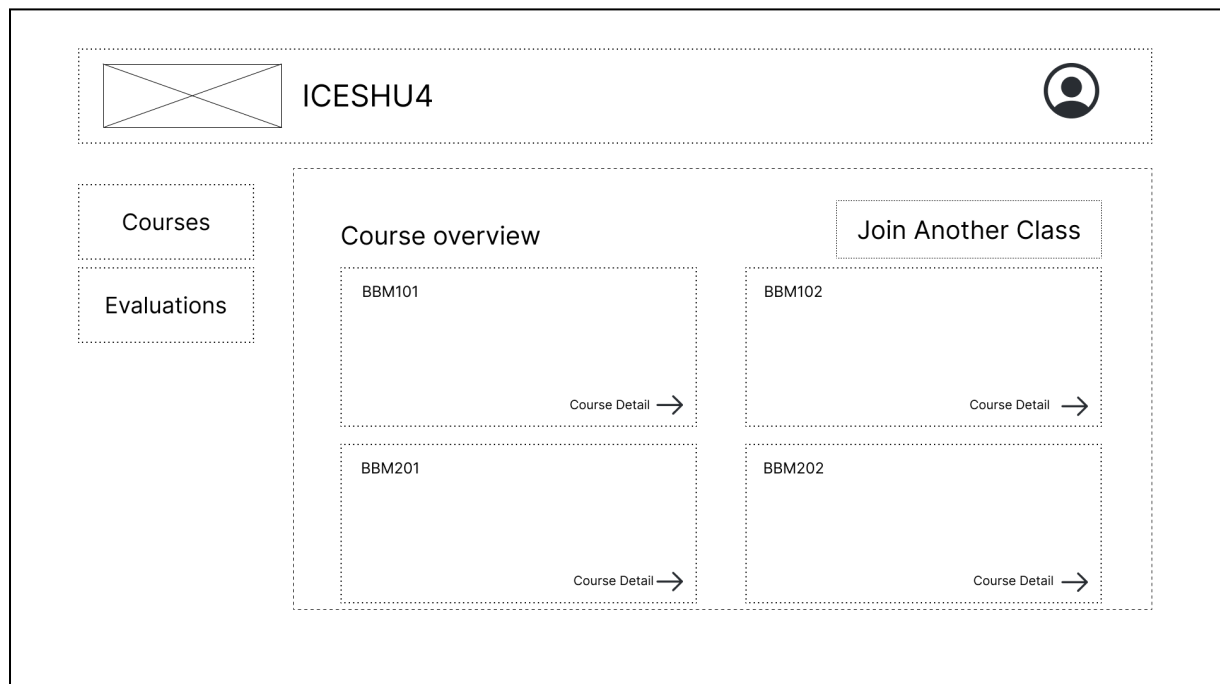 ICESHU4
Courses
Evaluations
Course overview
Join Another Class
BBM101
Course Detail
BBM102
Course Detail
BBM201
Course Detail
BBM202
Course Detail